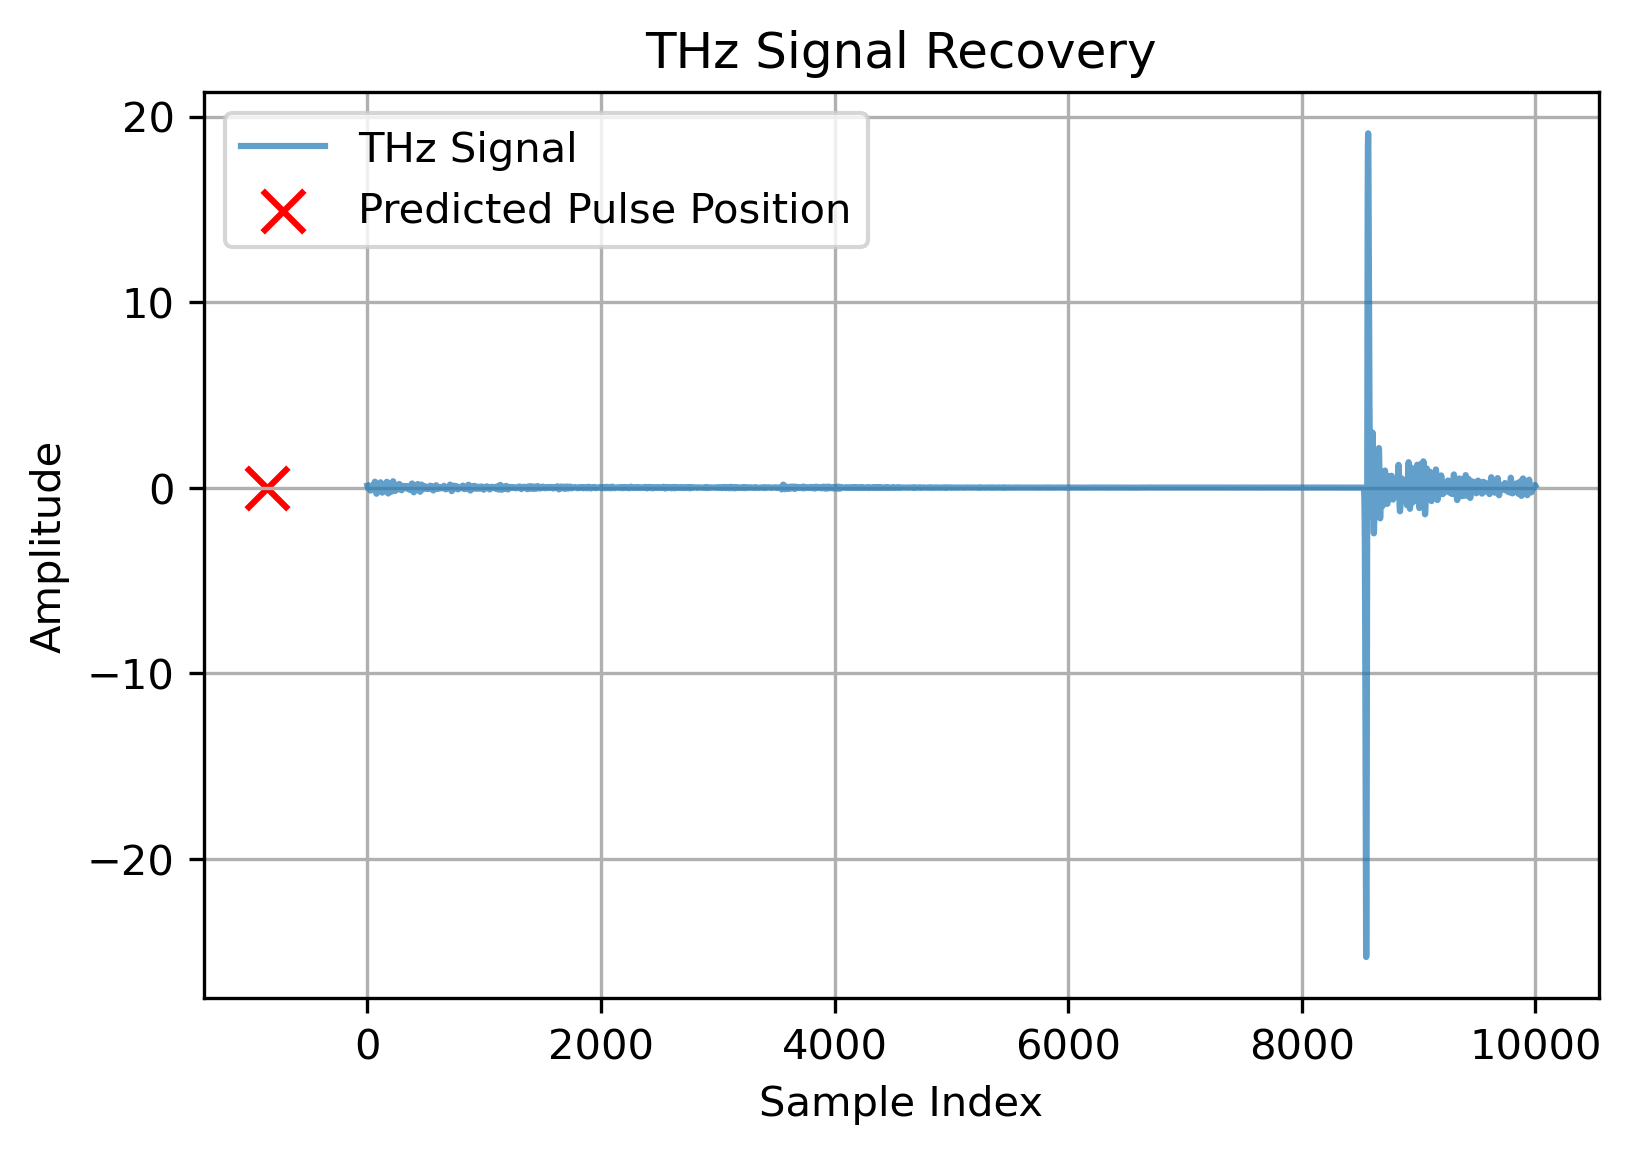 THz Signal Recovery
THz Signal
Predicted Pulse Position
20
10
0
−10
−20
Amplitude
0 2000 4000 6000 8000 10000
Sample Index